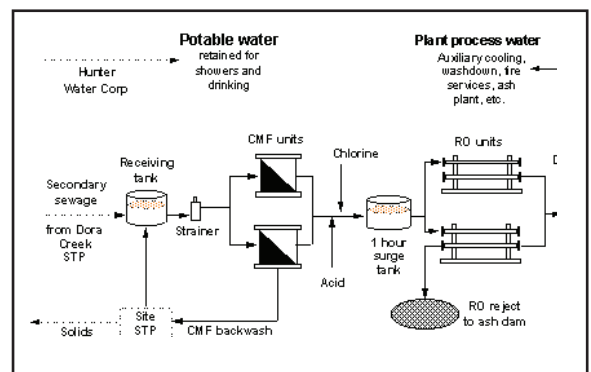 Potable water
retained for
showers and
drinking
Hunter
Water Corp
Plant process water
Auxiliary cooling,
washdown, fire
services, ash
plant, etc.
CMF units
Chlorine
RO units
Receiving
tank
Secondary
sewage
from Dora
Creek
STP
Strainer
1 hour
surge
tank
Acid
Site
STP
Solids
CMF backwash
RO reject
to ash dam